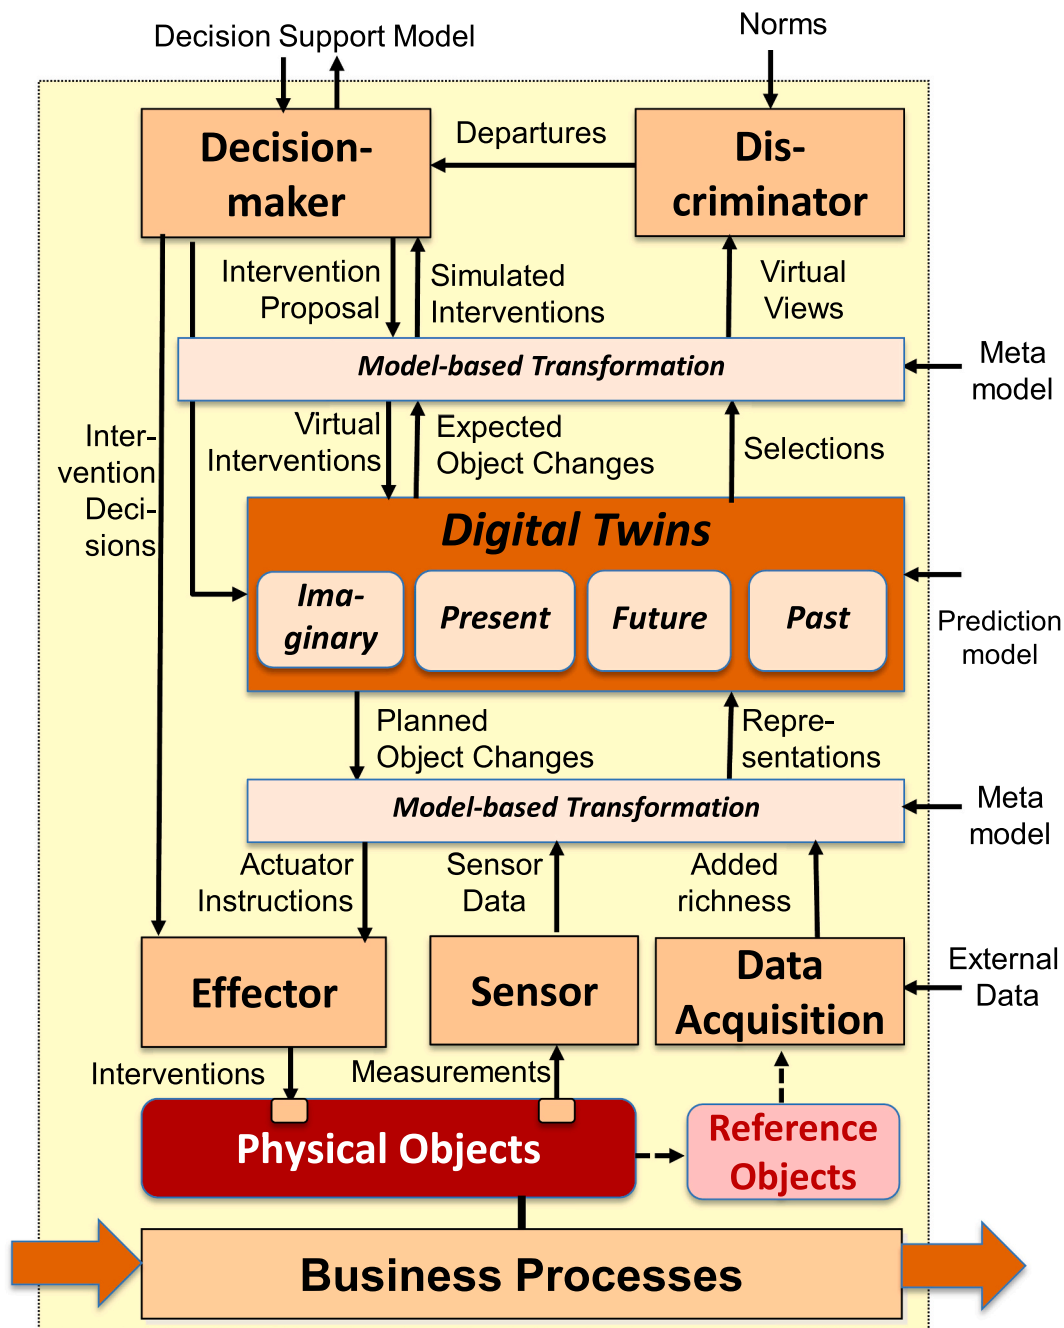 Decision Support Model
Norms
Decision-
maker
Departures
Dis-
criminator
Intervention
Proposal
Simulated
Interventions
Virtual
Views
Model-based Transformation
Meta
model
Inter-
vention
Deci-
sions
Virtual
Interventions
Expected
Object Changes
Selections
Digital Twins
Ima-
ginary
Present
Future
Past
Prediction
model
Planned
Object Changes
Repre-
sentations
Model-based Transformation
Meta
model
Actuator
Instructions
Sensor
Data
Added
richness
Effector
Sensor
Data
Acquisition
External
Data
Interventions
Measurements
Physical Objects
Reference
Objects
Business Processes